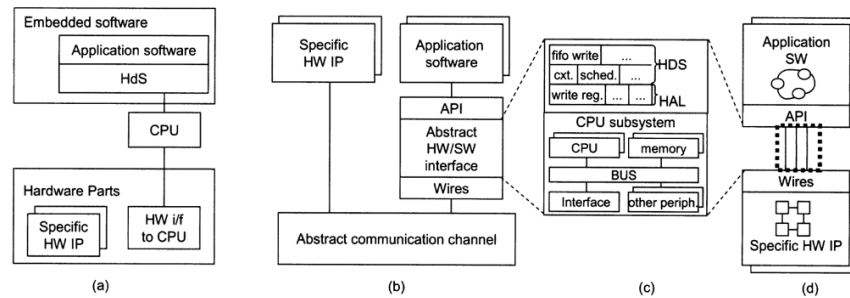 Embedded software
Application software
HdS
CPU
Hardware Parts
Specific
HW IP
HW i/f
to CPU
(a)
Specific
HW IP
Application
software
API
Abstract
HW/SW
interface
Wires
Abstract communication channel
(b)
fifo write ...
HDS
cxt. sched. ...
write reg. ... ...
HAL
CPU subsystem
CPU
memory
BUS
Interface
other periph.
(c)
Application
SW
API
Wires
Specific HW IP
(d)